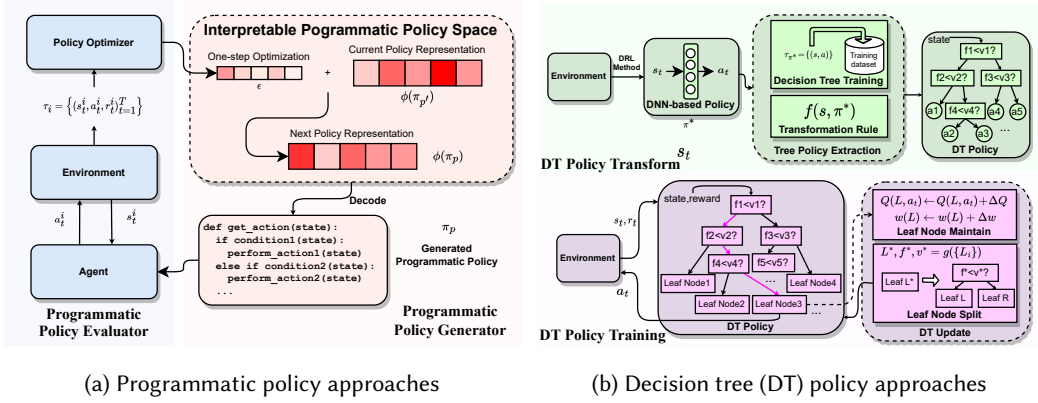 Policy Optimizer
τ_i = {(s_t^i, a_t^i, r_t^i)_{t=1}^T}
Environment
a_t^i
s_t^i
Agent
Programmatic
Policy Evaluator
Interpretable Pogrammatic Policy Space
One-step Optimization
ϵ
+
Current Policy Representation
ϕ(π_{p'})
Next Policy Representation
ϕ(π_p)
Decode
def get_action(state):
if condition1(state):
perform_action1(state)
else if condition2(state):
perform_action2(state)
...
π_p
Generated
Programmatic Policy
Programmatic
Policy Generator
(a) Programmatic policy approaches
Environment
DRL
Method
s_t
a_t
DNN-based Policy
π*
τ_{π*}={(s,a)}
Training
dataset
Decision Tree Training
f(s, π*)
Transformation Rule
Tree Policy Extraction
state
f1<v1?
f2<v2?
f3<v3?
a1
f4<v4?
a4
a5
a2
a3
...
DT Policy
DT Policy Transform
s_t
Environment
s_t, r_t
a_t
state,reward
f1<v1?
f2<v2?
f3<v3?
f4<v4?
f5<v5?
...
Leaf Node1
Leaf Node4
Leaf Node2
Leaf Node3
...
DT Policy
Q(L, a_t)←Q(L, a_t)+ΔQ
w(L) ← w(L) + Δw
Leaf Node Maintain
L*, f*, v* = g({L_i})
Leaf L*
f*<v*?
Leaf L
Leaf R
Leaf Node Split
DT Update
DT Policy Training
(b) Decision tree (DT) policy approaches